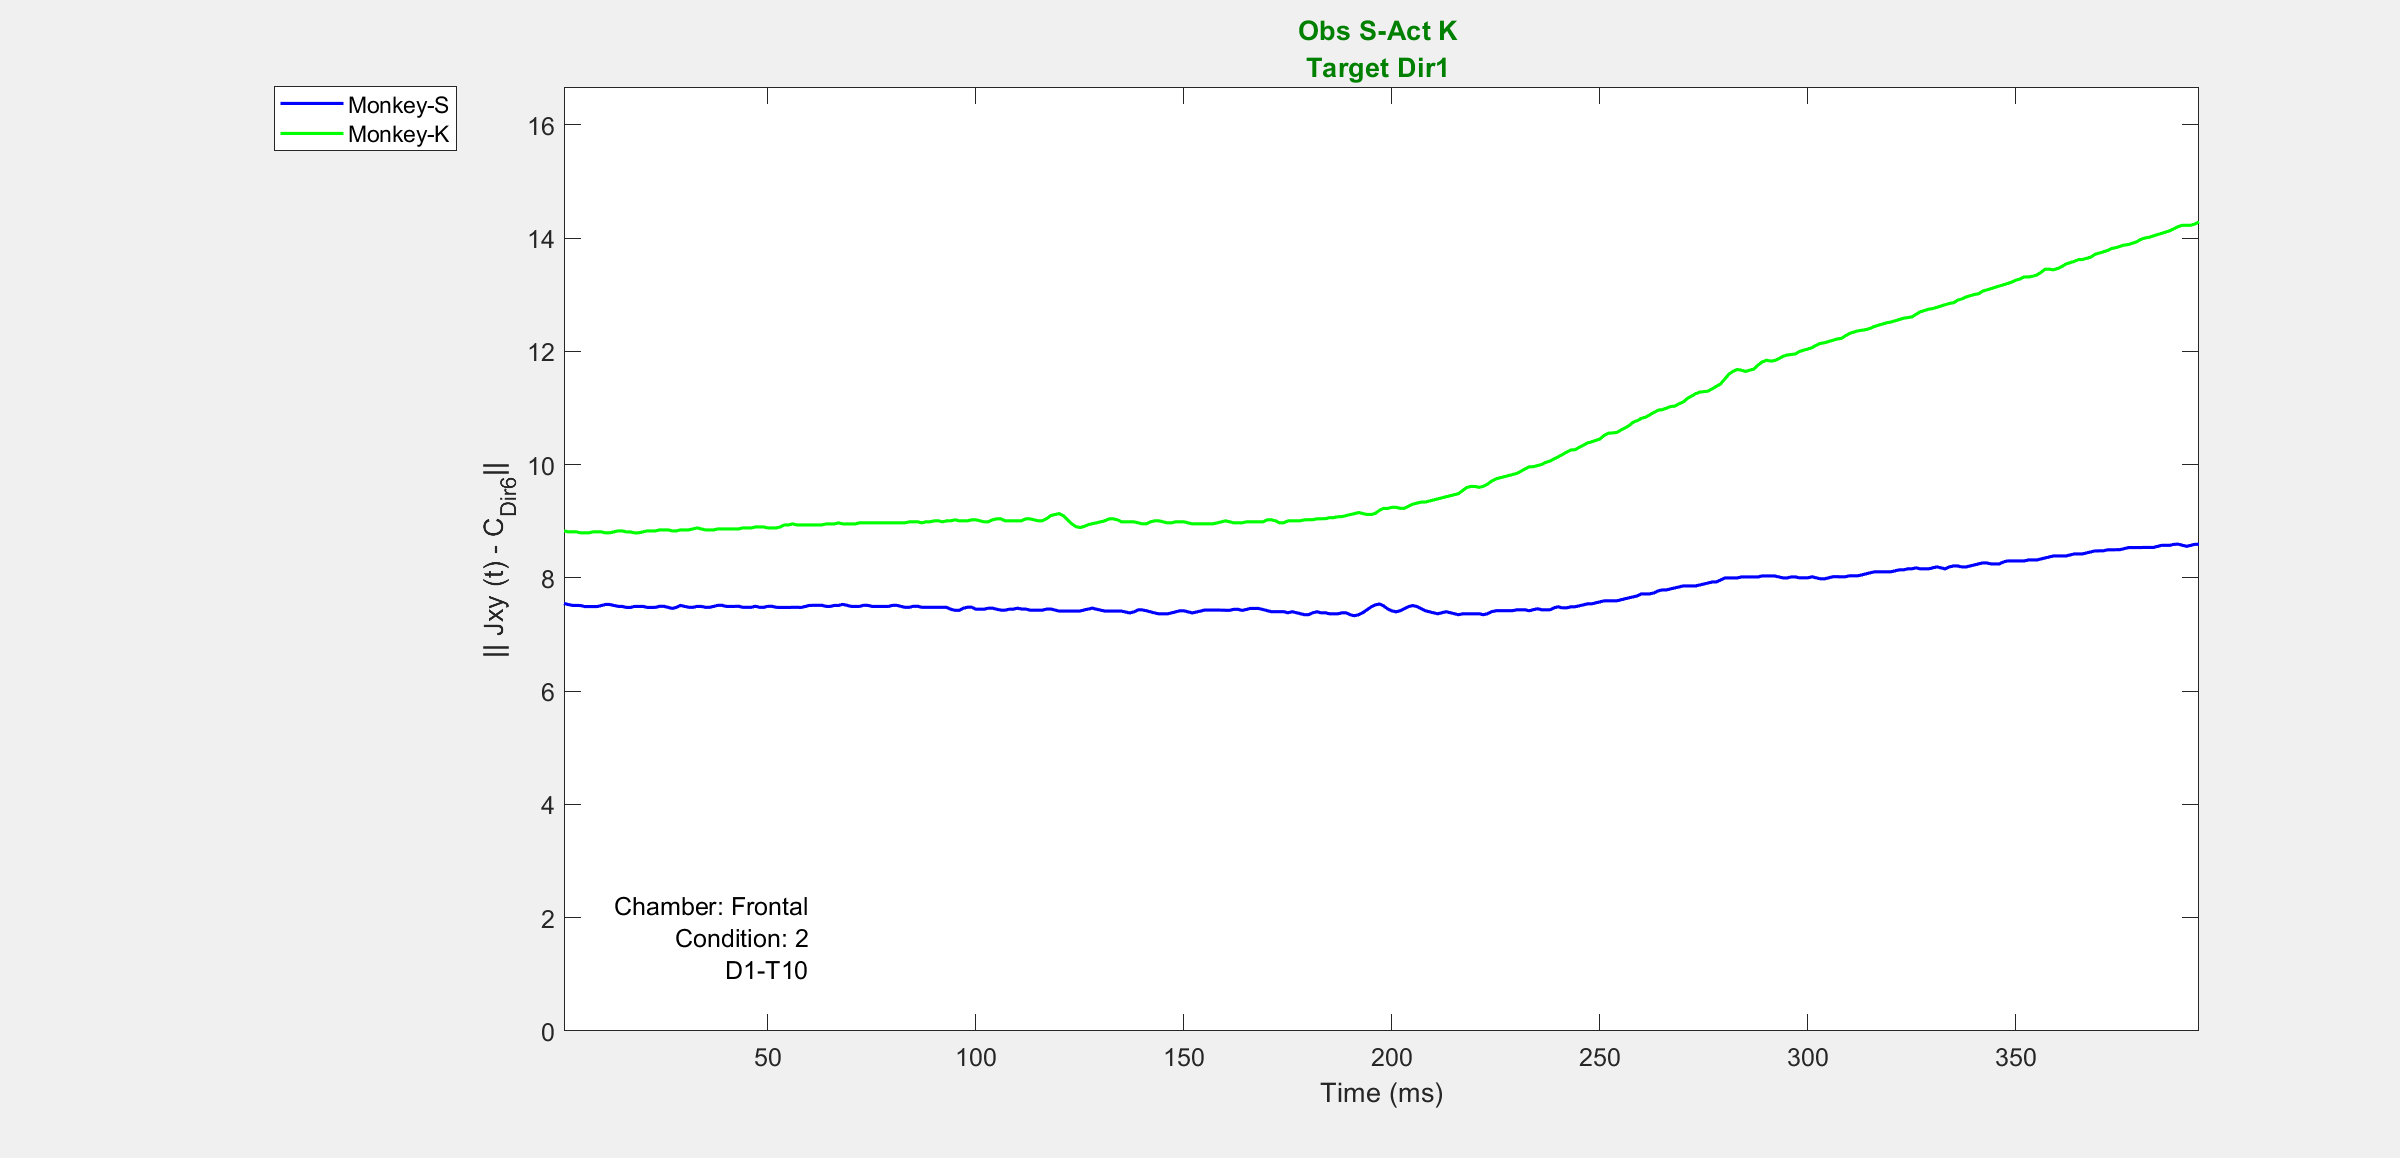 Obs S-Act K
Target Dir1
Monkey-S
Monkey-K
16
14
12
10
8
6
4
2
0
|| Jxy (t) - C_Dir6||
Chamber: Frontal
Condition: 2
D1-T10
50 100 150 200 250 300 350
Time (ms)